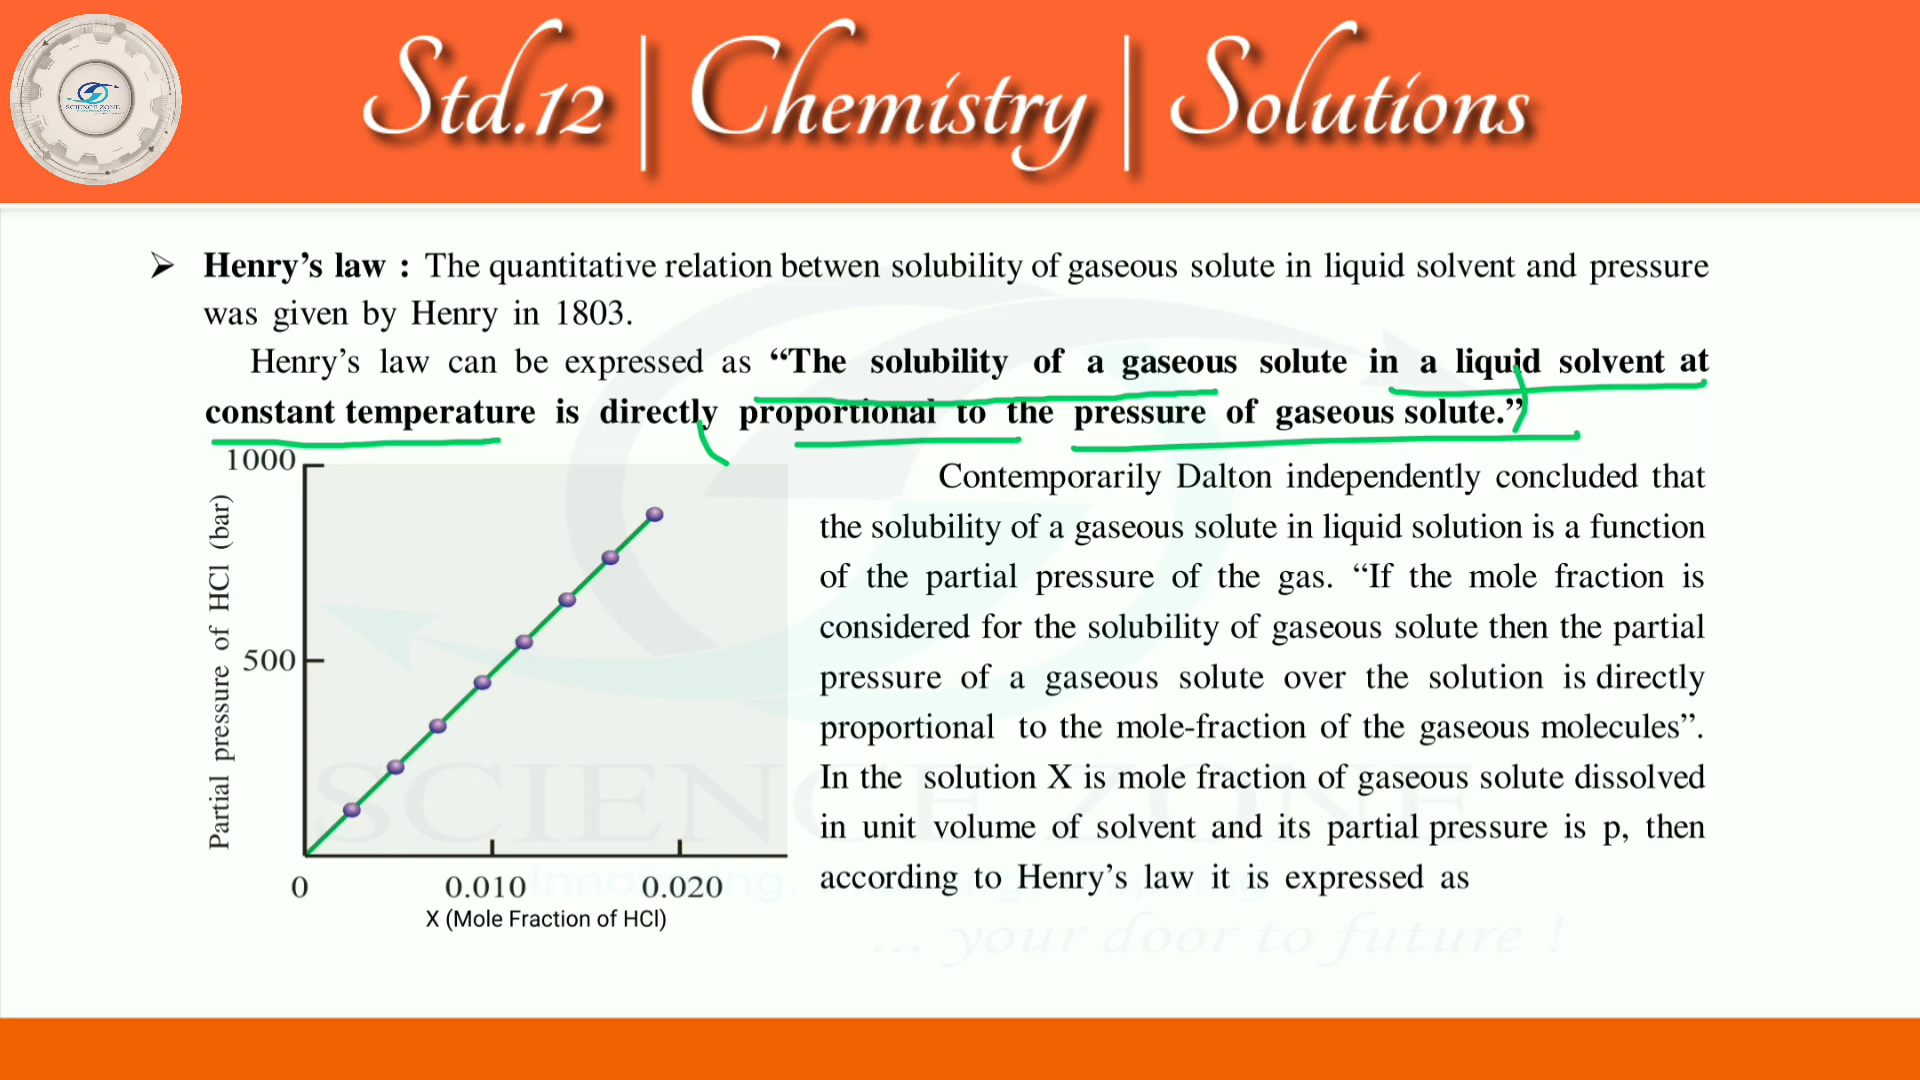 Std.12 | Chemistry | Solutions
SCIENCE ZONE
➢ Henry’s law : The quantitative relation betwen solubility of gaseous solute in liquid solvent and pressure
was given by Henry in 1803.
Henry’s law can be expressed as “The solubility of a gaseous solute in a liquid solvent at
constant temperature is directly proportional to the pressure of gaseous solute.”
1000
500
Partial pressure of HCl (bar)
0 0.010 0.020
X (Mole Fraction of HCl)
Contemporarily Dalton independently concluded that
the solubility of a gaseous solute in liquid solution is a function
of the partial pressure of the gas. “If the mole fraction is
considered for the solubility of gaseous solute then the partial
pressure of a gaseous solute over the solution is directly
proportional to the mole-fraction of the gaseous molecules”.
In the solution X is mole fraction of gaseous solute dissolved
in unit volume of solvent and its partial pressure is p, then
according to Henry’s law it is expressed as
SCIENCE ZONE
... your door to future !